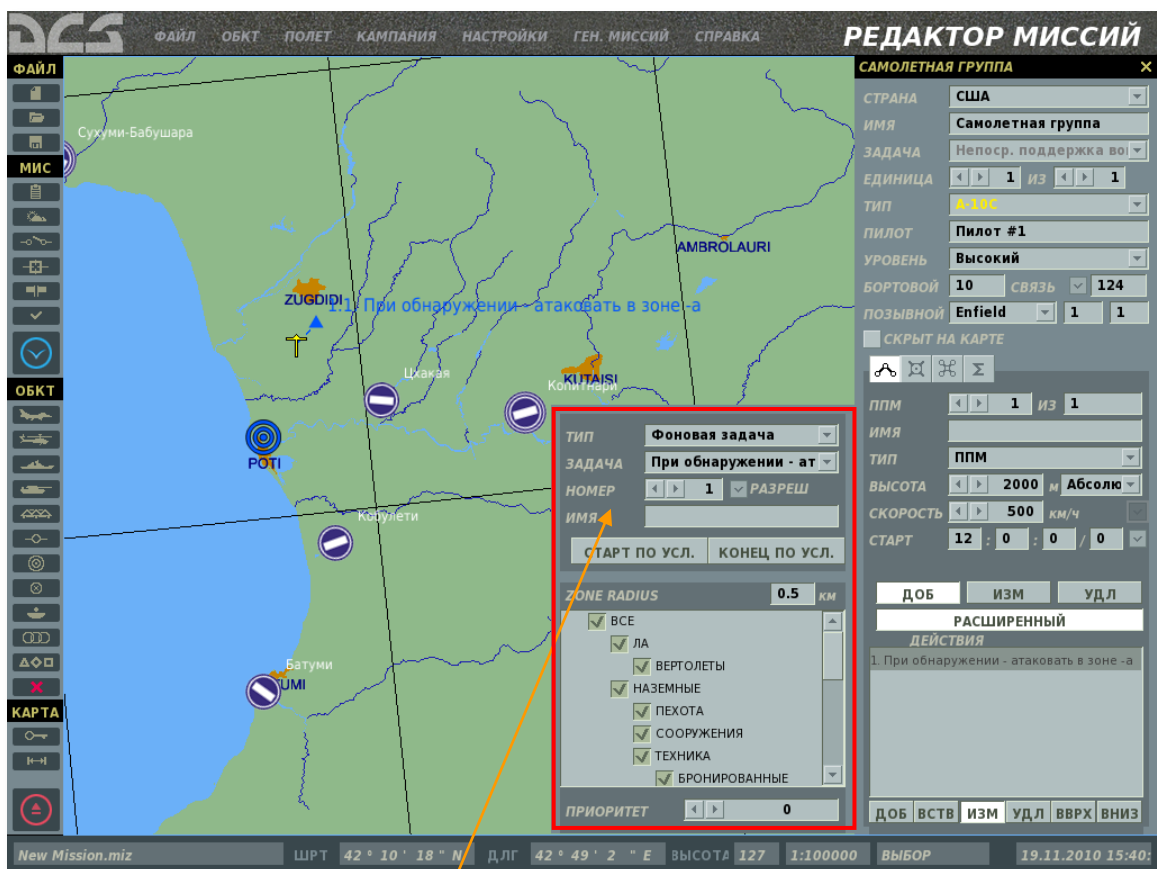 DCS
ФАЙЛ ОБКТ ПОЛЕТ КАМПАНИЯ НАСТРОЙКИ ГЕН. МИССИЙ СПРАВКА
РЕДАКТОР МИССИЙ
ФАЙЛ
МИС
ОБКТ
КАРТА
Сухуми-Бабушара
AMBROLAURI
ZUGDIDI
1.1. При обнаружении - атаковать в зоне -a
Цхакая
KUTAISI
Копитнари
POTI
Кобулети
Батуми
UMI
ТИП Фоновая задача
ЗАДАЧА При обнаружении - ат
НОМЕР 1 РАЗРЕШ
ИМЯ
СТАРТ ПО УСЛ. КОНЕЦ ПО УСЛ.
ZONE RADIUS 0.5 КМ
ВСЕ
ЛА
ВЕРТОЛЕТЫ
НАЗЕМНЫЕ
ПЕХОТА
СООРУЖЕНИЯ
ТЕХНИКА
БРОНИРОВАННЫЕ
ПРИОРИТЕТ 0
САМОЛЕТНАЯ ГРУППА
СТРАНА США
ИМЯ Самолетная группа
ЗАДАЧА Непоср. поддержка во
ЕДИНИЦА 1 ИЗ 1
ТИП A-10C
ПИЛОТ Пилот #1
УРОВЕНЬ Высокий
БОРТОВОЙ 10 СВЯЗЬ 124
ПОЗЫВНОЙ Enfield 1 1
СКРЫТ НА КАРТЕ
Σ
ППМ 1 ИЗ 1
ИМЯ
ТИП ППМ
ВЫСОТА 2000 м Абсолю
СКОРОСТЬ 500 км/ч
СТАРТ 12 : 0 : 0 / 0
ДОБ ИЗМ УДЛ
РАСШИРЕННЫЙ
ДЕЙСТВИЯ
1. При обнаружении - атаковать в зоне -a
ДОБ ВСТВ ИЗМ УДЛ ВВРХ ВНИЗ
New Mission.miz ШРТ 42 ° 10 ' 18 " N ДЛГ 42 ° 49 ' 2 " E ВЫСОТА 127 1:100000 ВЫБОР 19.11.2010 15:40: